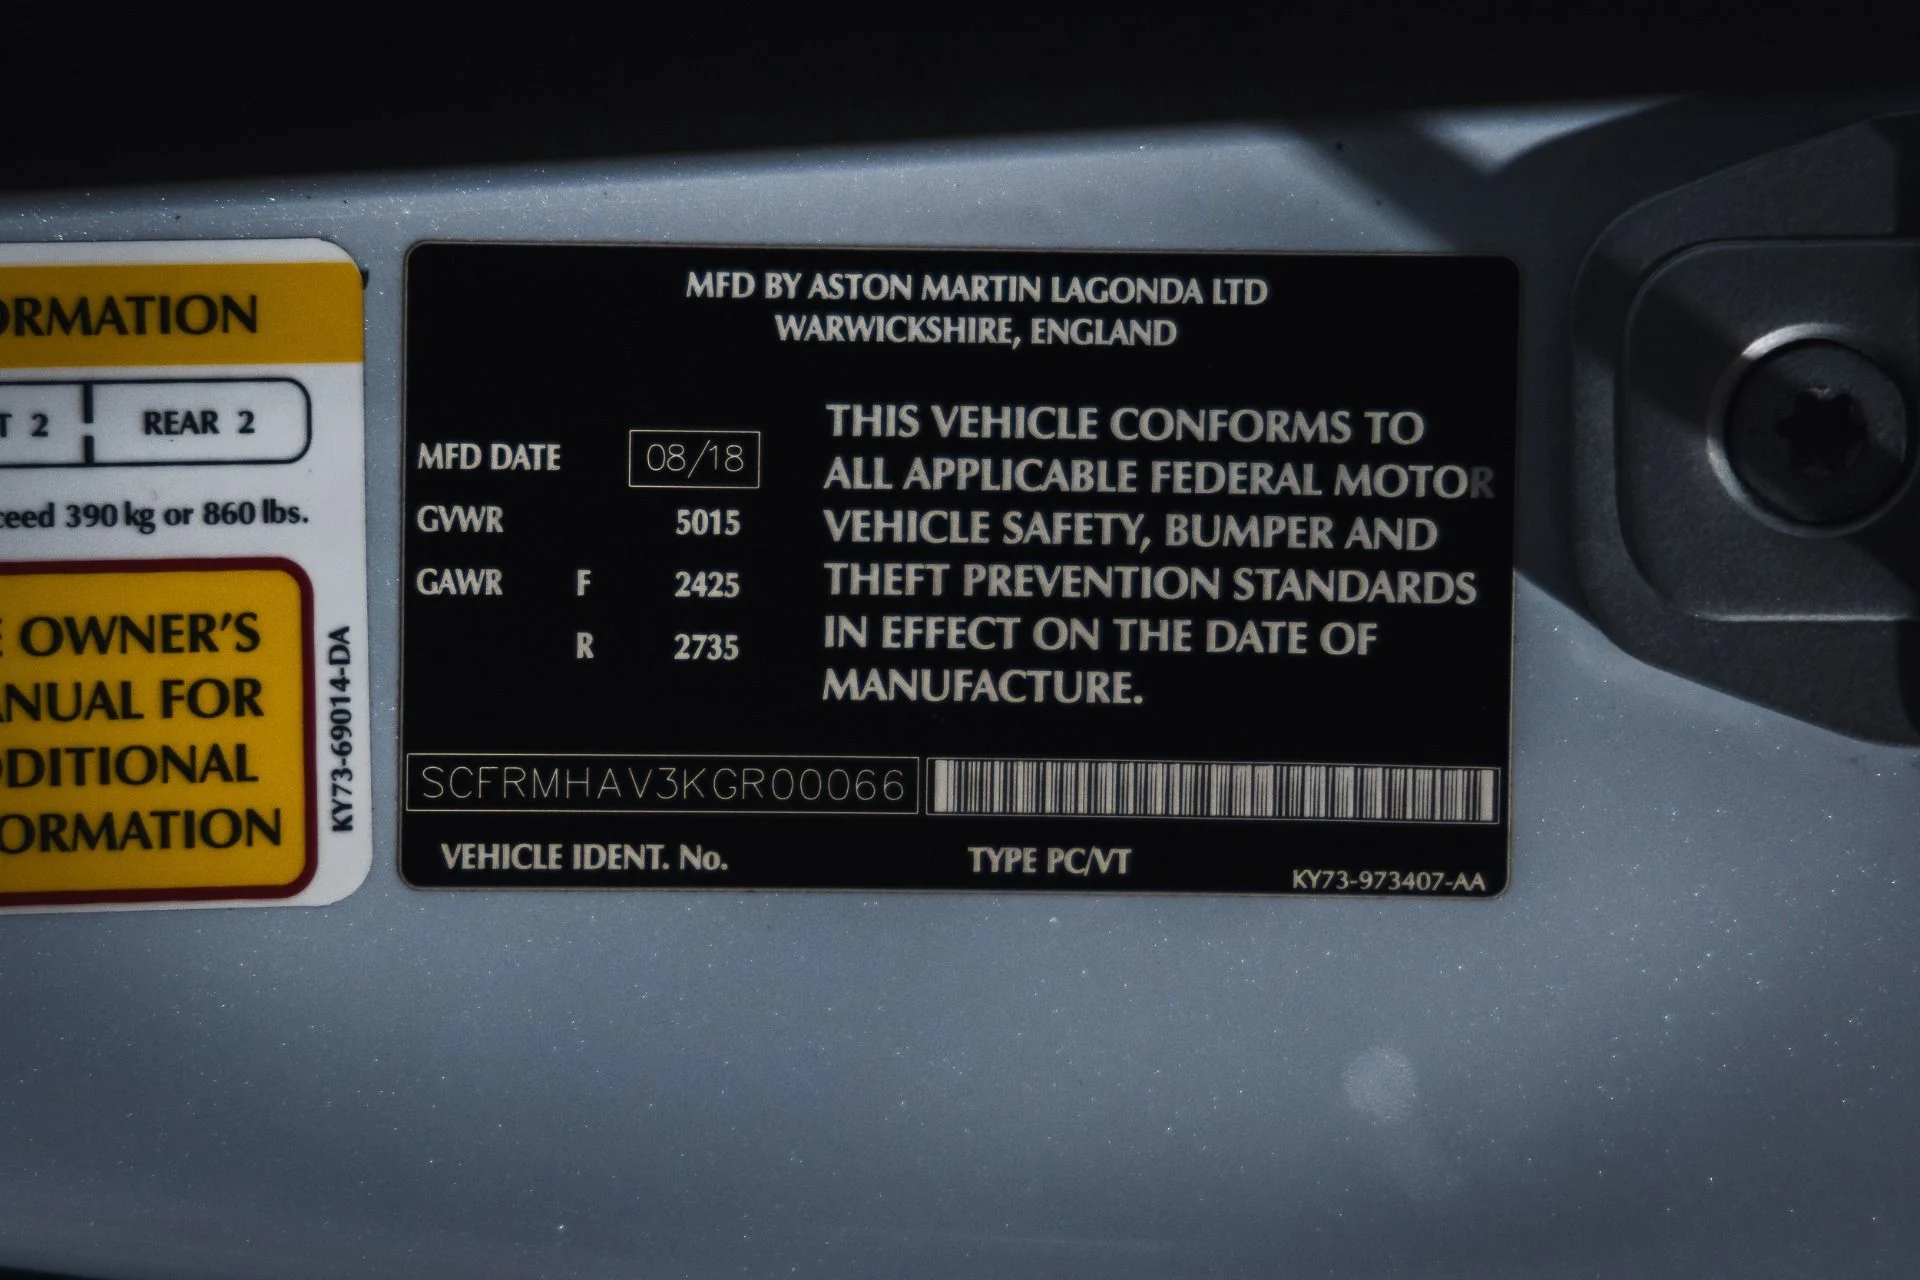 ORMATION
T 2 REAR 2
ceed 390 kg or 860 lbs.
E OWNER'S
ANUAL FOR
DDITIONAL
ORMATION
KY73-69014-DA
MFD BY ASTON MARTIN LAGONDA LTD
WARWICKSHIRE, ENGLAND
MFD DATE 08/18
GVWR 5015
GAWR F 2425
R 2735
THIS VEHICLE CONFORMS TO
ALL APPLICABLE FEDERAL MOTOR
VEHICLE SAFETY, BUMPER AND
THEFT PREVENTION STANDARDS
IN EFFECT ON THE DATE OF
MANUFACTURE.
SCFRMHAV3KGR00066
VEHICLE IDENT. No. TYPE PC/VT KY73-973407-AA